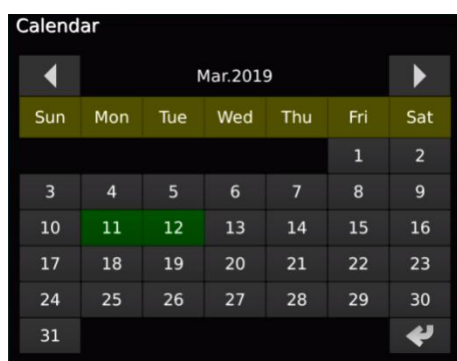 Calendar
Mar.2019
Sun Mon Tue Wed Thu Fri Sat
1 2
3 4 5 6 7 8 9
10 11 12 13 14 15 16
17 18 19 20 21 22 23
24 25 26 27 28 29 30
31